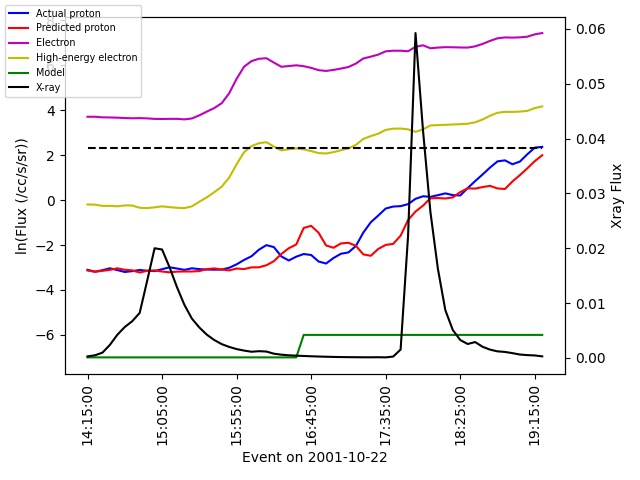 Actual proton
Predicted proton
Electron
High-energy electron
Model
X-ray
4
2
0
−2
−4
−6
ln(Flux (/cc/s/sr))
0.06
0.05
0.04
0.03
0.02
0.01
0.00
Xray Flux
14:15:00
15:05:00
15:55:00
16:45:00
17:35:00
18:25:00
19:15:00
Event on 2001-10-22